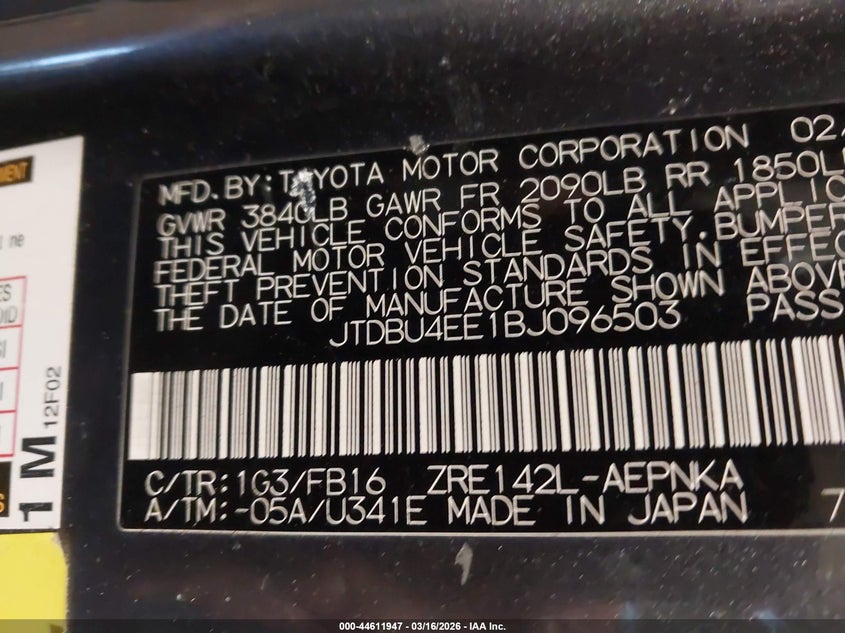 MFD.BY:TOYOTA MOTOR CORPORATION 02
GVWR 3840LB GAWR FR 2090LB RR 1850L
THIS VEHICLE CONFORMS TO ALL
FEDERAL MOTOR VEHICLE SAFETY,BUMPER
THEFT PREVENTION STANDARDS IN
THE DATE OF MANUFACTURE SHOWN ABOVE
JTDBU4EE1BJ096503 PASS
C/TR:1G3/FB16 ZRE142L-AEPNKA
A/TM:-05A/U341E MADE IN JAPAN 7
1M
12F02
000-44611947 - 03/16/2026 - IAA Inc.